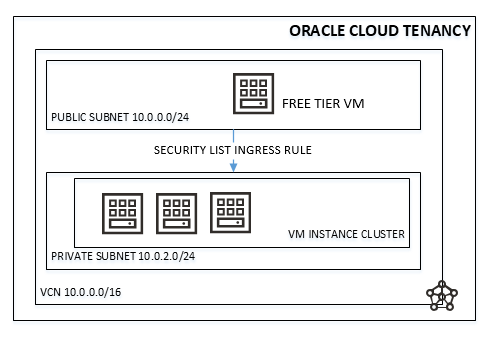 ORACLE CLOUD TENANCY
FREE TIER VM
PUBLIC SUBNET 10.0.0.0/24
SECURITY LIST INGRESS RULE
VM INSTANCE CLUSTER
PRIVATE SUBNET 10.0.2.0/24
VCN 10.0.0.0/16